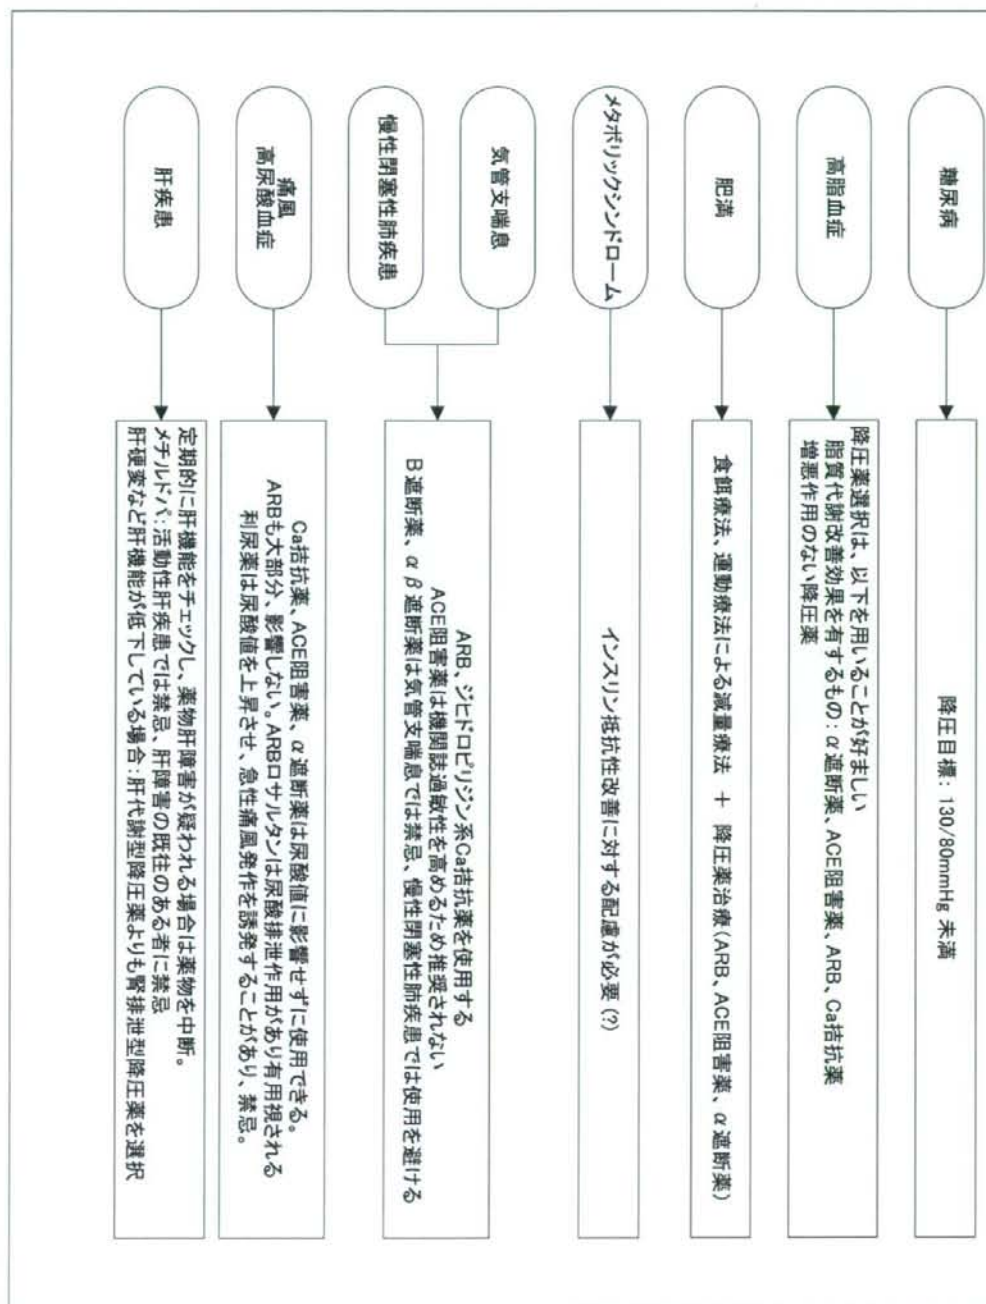 糖尿病
降圧目標: 130/80mmHg 未満
高脂血症
降圧薬選択は、以下を用いることが好ましい
脂質代謝改善効果を有するもの:α遮断薬、ACE阻害薬、ARB、Ca拮抗薬
増悪作用のない降圧薬
肥満
食餌療法、運動療法による減量療法 + 降圧薬治療(ARB、ACE阻害薬、α遮断薬)
メタボリックシンドローム
インスリン抵抗性改善に対する配慮が必要(?)
気管支喘息
慢性閉塞性肺疾患
ARB、ジヒドロピリジン系Ca拮抗薬を使用する
ACE阻害薬は機関誌過敏性を高めるため推奨されない
B遮断薬、αβ遮断薬は気管支喘息では禁忌、慢性閉塞性肺疾患では使用を避ける
痛風
高尿酸血症
Ca拮抗薬、ACE阻害薬、α遮断薬は尿酸値に影響せずに使用できる。
ARBも大部分、影響しない。ARBロサルタンは尿酸排泄作用があり有用視される
利尿薬は尿酸値を上昇させ、急性痛風発作を誘発することがあり、禁忌。
肝疾患
定期的に肝機能をチェックし、薬物肝障害が疑われる場合は薬物を中断。
メチルドパ:活動性肝疾患では禁忌、肝障害の既往のある者に禁忌
肝硬変など肝機能が低下している場合:肝代謝型降圧薬よりも腎排泄型降圧薬を選択